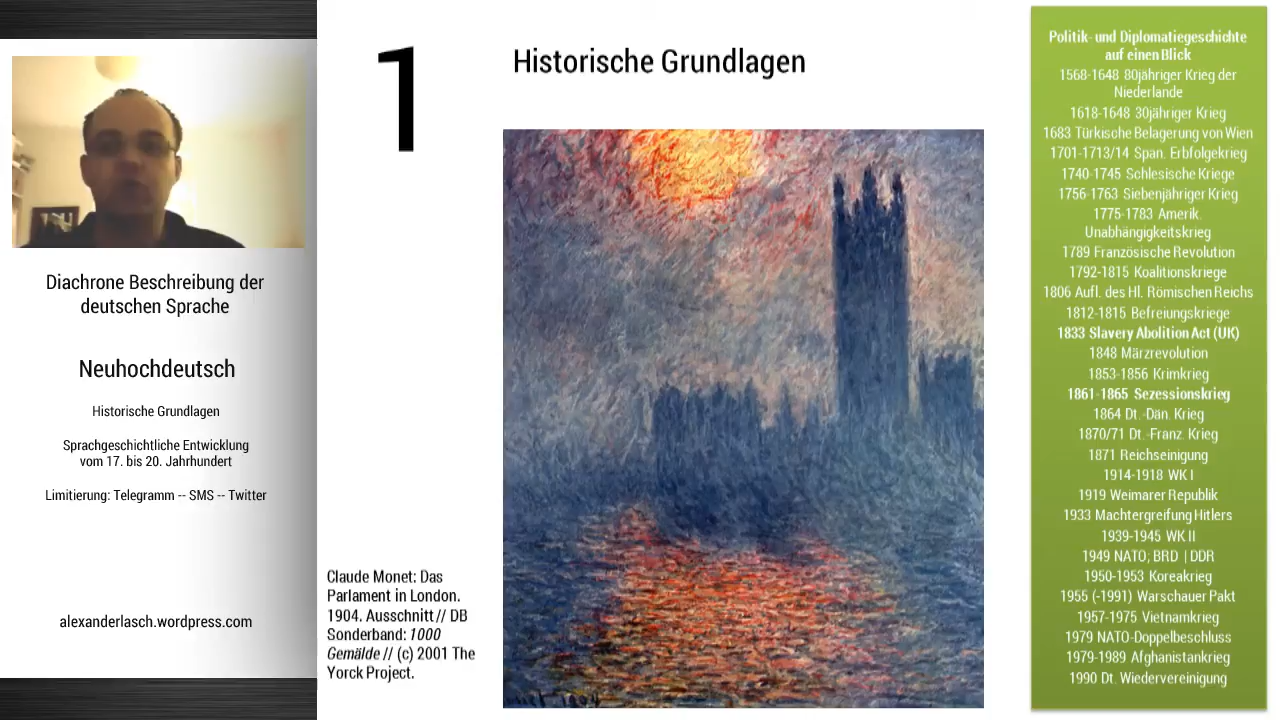 Diachrone Beschreibung der
deutschen Sprache
Neuhochdeutsch
Historische Grundlagen
Sprachgeschichtliche Entwicklung
vom 17. bis 20. Jahrhundert
Limitierung: Telegramm -- SMS -- Twitter
alexanderlasch.wordpress.com
1
Historische Grundlagen
Claude Monet: Das
Parlament in London.
1904. Ausschnitt // DB
Sonderband: 1000
Gemälde // (c) 2001 The
Yorck Project.
Politik- und Diplomatiegeschichte
auf einen Blick
1568-1648 80jähriger Krieg der
Niederlande
1618-1648 30jähriger Krieg
1683 Türkische Belagerung von Wien
1701-1713/14 Span. Erbfolgekrieg
1740-1745 Schlesische Kriege
1756-1763 Siebenjähriger Krieg
1775-1783 Amerik.
Unabhängigkeitskrieg
1789 Französische Revolution
1792-1815 Koalitionskriege
1806 Aufl. des Hl. Römischen Reichs
1812-1815 Befreiungskriege
1833 Slavery Abolition Act (UK)
1848 Märzrevolution
1853-1856 Krimkrieg
1861-1865 Sezessionskrieg
1864 Dt.-Dän. Krieg
1870/71 Dt.-Franz. Krieg
1871 Reichseinigung
1914-1918 WK I
1919 Weimarer Republik
1933 Machtergreifung Hitlers
1939-1945 WK II
1949 NATO; BRD | DDR
1950-1953 Koreakrieg
1955 (-1991) Warschauer Pakt
1957-1975 Vietnamkrieg
1979 NATO-Doppelbeschluss
1979-1989 Afghanistankrieg
1990 Dt. Wiedervereinigung